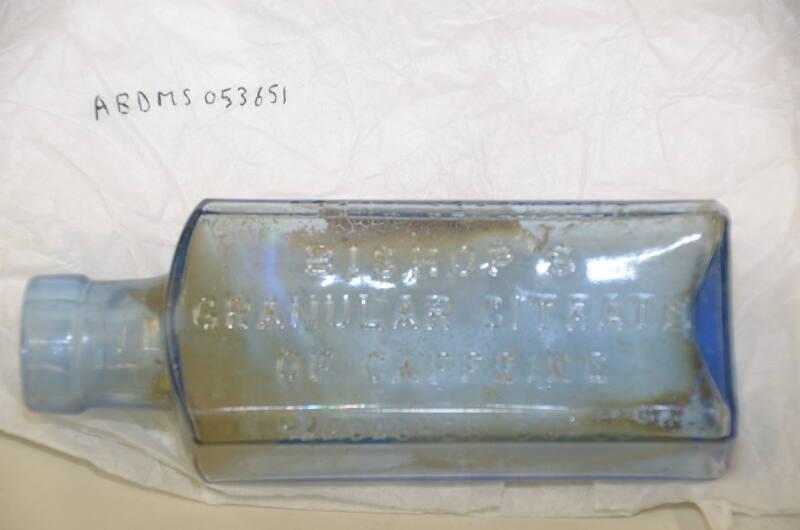 ABDMS 053651
BISHOP'S
GRANULAR CITRATE
OF CAFFEINE